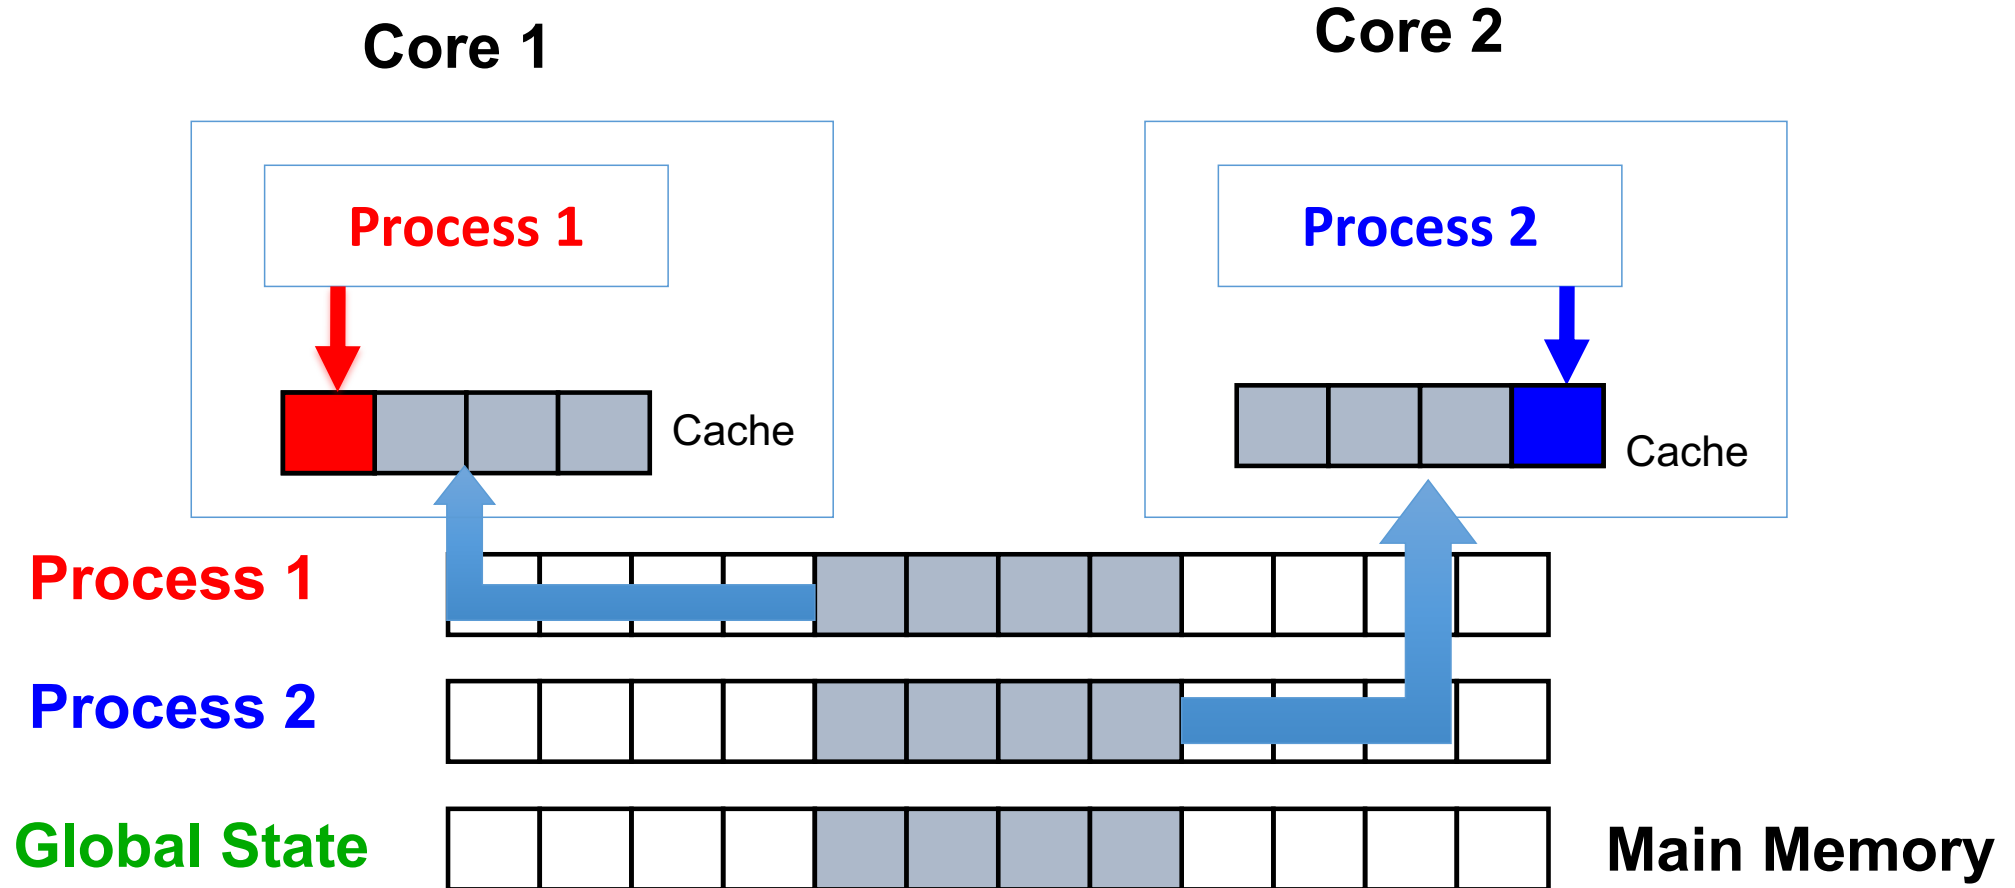 Core 1
Core 2
Process 1
Process 2
Cache
Cache
Process 1
Process 2
Global State
Main Memory